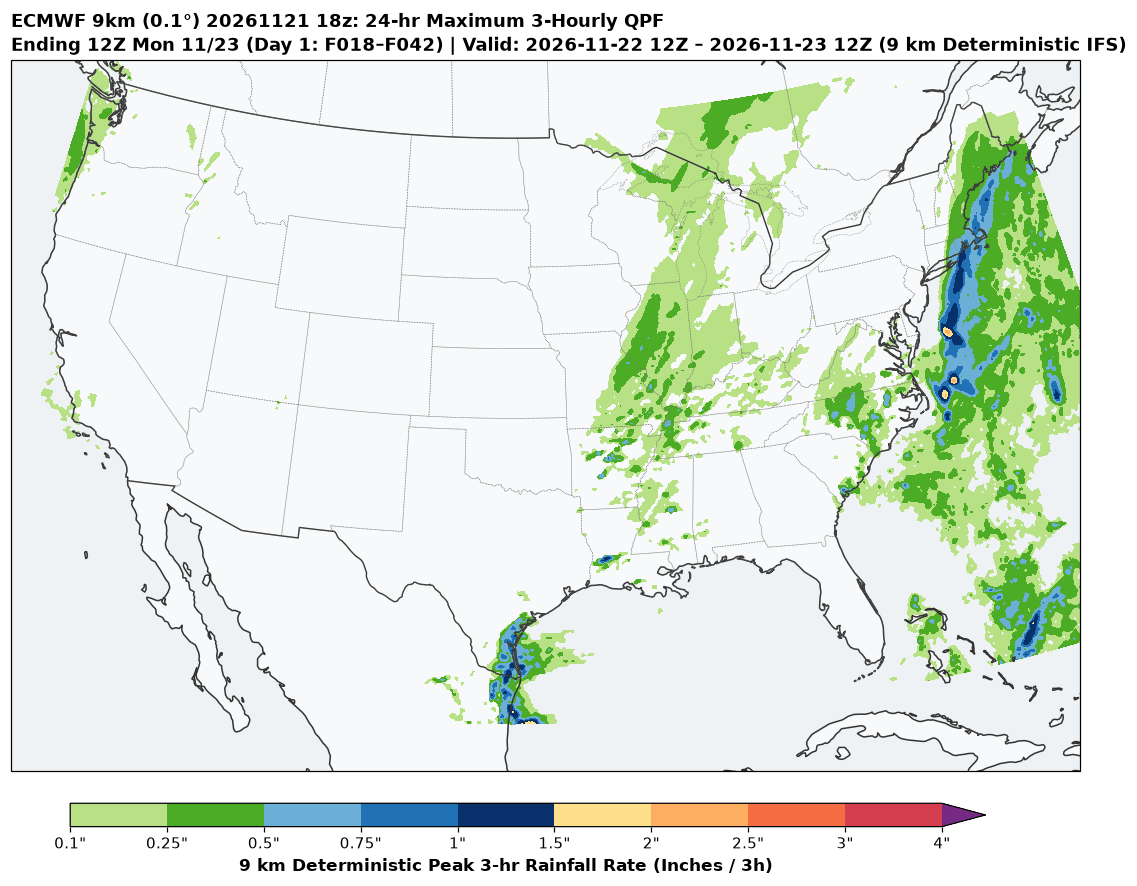 ECMWF 9km (0.1°) 20261121 18z: 24-hr Maximum 3-Hourly QPF
Ending 12Z Mon 11/23 (Day 1: F018–F042) | Valid: 2026-11-22 12Z – 2026-11-23 12Z (9 km Deterministic IFS)
0.1" 0.25" 0.5" 0.75" 1" 1.5" 2" 2.5" 3" 4"
9 km Deterministic Peak 3-hr Rainfall Rate (Inches / 3h)